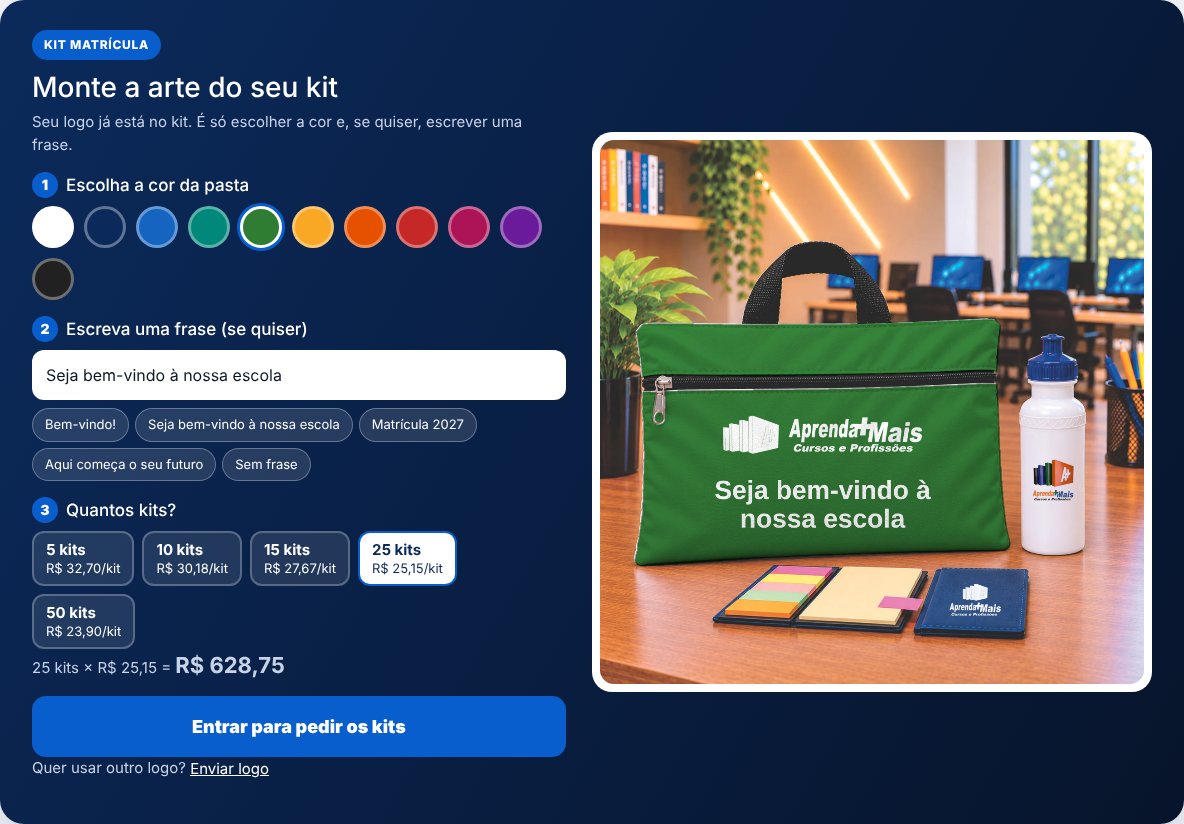 KIT MATRÍCULA
Monte a arte do seu kit
Seu logo já está no kit. É só escolher a cor e, se quiser, escrever uma
frase.
1 Escolha a cor da pasta
2 Escreva uma frase (se quiser)
Seja bem-vindo à nossa escola
Bem-vindo! Seja bem-vindo à nossa escola Matrícula 2027
Aqui começa o seu futuro Sem frase
3 Quantos kits?
5 kits 10 kits 15 kits 25 kits
R$ 32,70/kit R$ 30,18/kit R$ 27,67/kit R$ 25,15/kit
50 kits
R$ 23,90/kit
25 kits × R$ 25,15 = R$ 628,75
Entrar para pedir os kits
Quer usar outro logo? Enviar logo
Aprenda+Mais
Cursos e Profissões
Seja bem-vindo à
nossa escola
A+
Aprenda+Mais
Aprenda+Mais